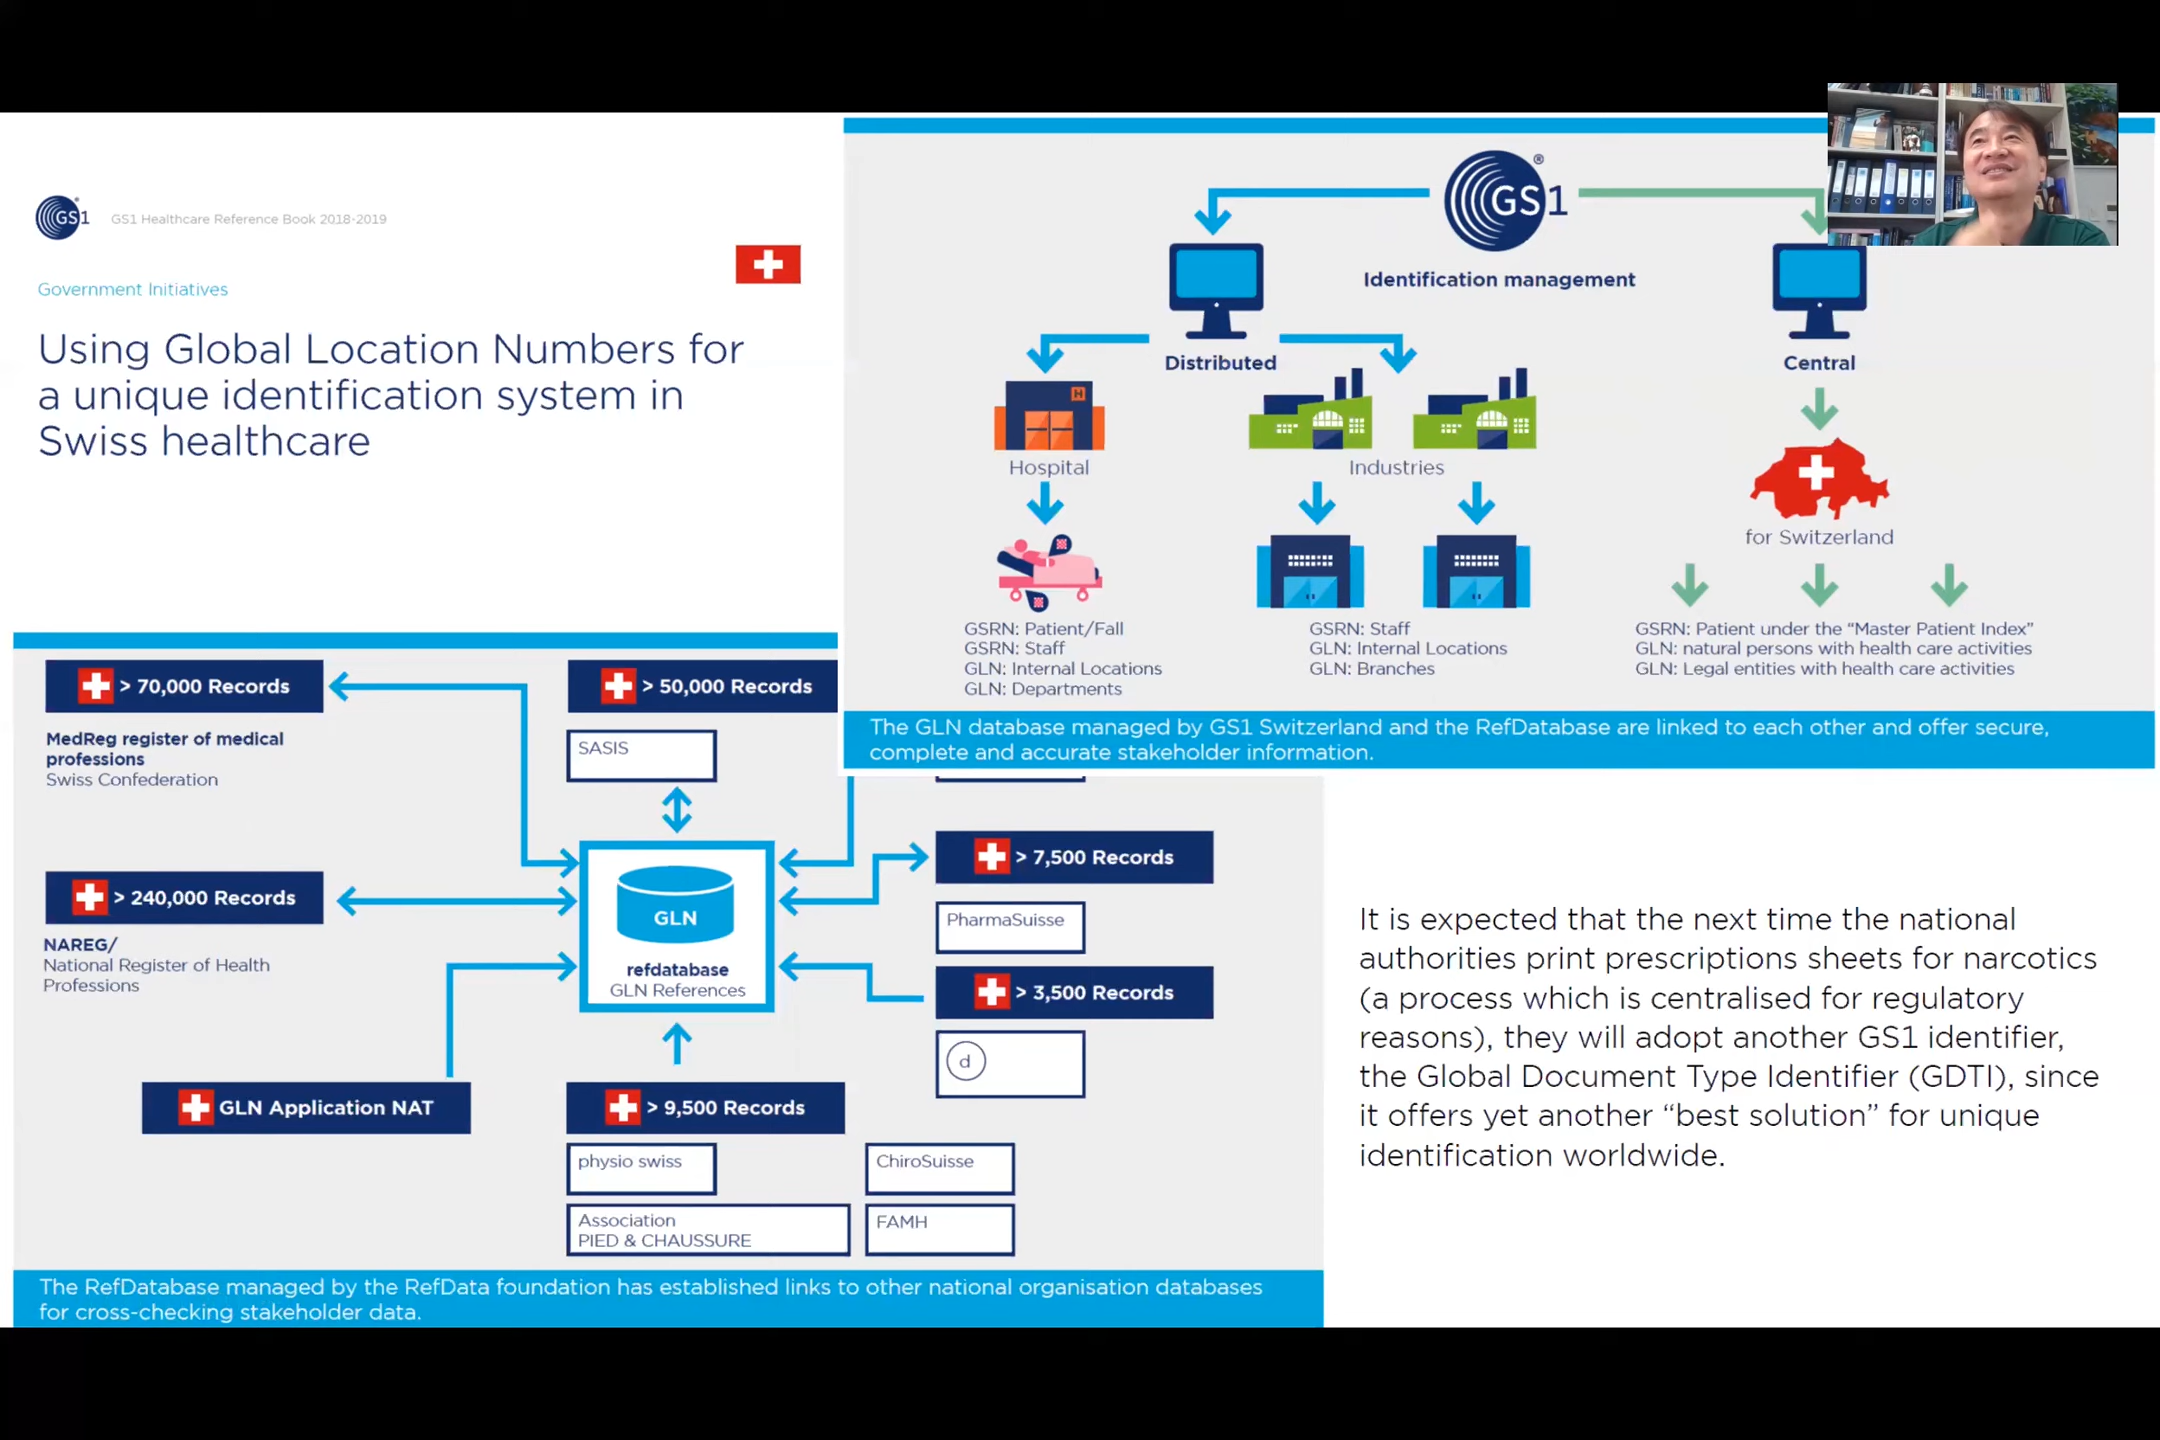 GS1
GS1 Healthcare Reference Book 2018-2019
Government Initiatives
Using Global Location Numbers for
a unique identification system in
Swiss healthcare
GS1®
Identification management
Distributed
Central
Hospital
Industries
for Switzerland
GSRN: Patient/Fall
GSRN: Staff
GLN: Internal Locations
GLN: Departments
GSRN: Staff
GLN: Internal Locations
GLN: Branches
GSRN: Patient under the “Master Patient Index”
GLN: natural persons with health care activities
GLN: Legal entities with health care activities
The GLN database managed by GS1 Switzerland and the RefDatabase are linked to each other and offer secure,
complete and accurate stakeholder information.
> 70,000 Records
MedReg register of medical
professions
Swiss Confederation
> 50,000 Records
SASIS
> 240,000 Records
NAREG/
National Register of Health
Professions
GLN
refdatabase
GLN References
> 7,500 Records
PharmaSuisse
> 3,500 Records
d
GLN Application NAT
> 9,500 Records
physio swiss
ChiroSuisse
Association
PIED & CHAUSSURE
FAMH
The RefDatabase managed by the RefData foundation has established links to other national organisation databases
for cross-checking stakeholder data.
It is expected that the next time the national
authorities print prescriptions sheets for narcotics
(a process which is centralised for regulatory
reasons), they will adopt another GS1 identifier,
the Global Document Type Identifier (GDTI), since
it offers yet another “best solution” for unique
identification worldwide.